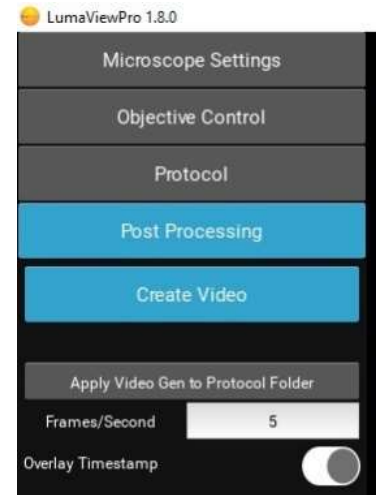 LumaViewPro 1.8.0
Microscope Settings
Objective Control
Protocol
Post Processing
Create Video
Apply Video Gen to Protocol Folder
Frames/Second 5
Overlay Timestamp